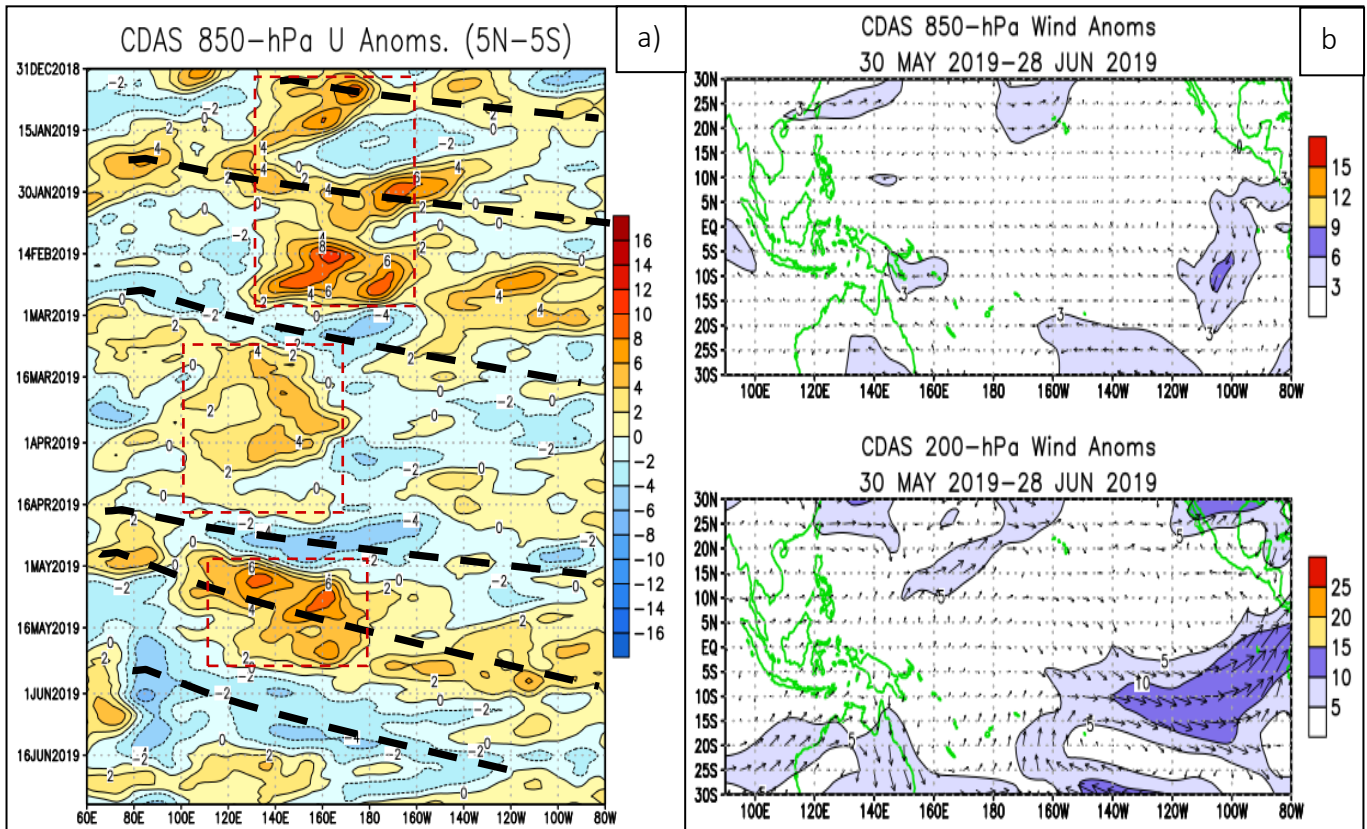 CDAS 850-hPa U Anoms. (5N-5S)
a)
31DEC2018
15JAN2019
30JAN2019
14FEB2019
1MAR2019
16MAR2019
1APR2019
16APR2019
1MAY2019
16MAY2019
1JUN2019
16JUN2019
60E 80E 100E 120E 140E 160E 180 160W 140W 120W 100W 80W
16
14
12
10
8
6
4
2
0
-2
-4
-6
-8
-10
-12
-14
-16
b
CDAS 850-hPa Wind Anoms
30 MAY 2019-28 JUN 2019
30N
25N
20N
15N
10N
5N
EQ
5S
10S
15S
20S
25S
30S
100E 120E 140E 160E 180 160W 140W 120W 100W 80W
15
12
9
6
3
CDAS 200-hPa Wind Anoms
30 MAY 2019-28 JUN 2019
30N
25N
20N
15N
10N
5N
EQ
5S
10S
15S
20S
25S
30S
100E 120E 140E 160E 180 160W 140W 120W 100W 80W
25
20
15
10
5